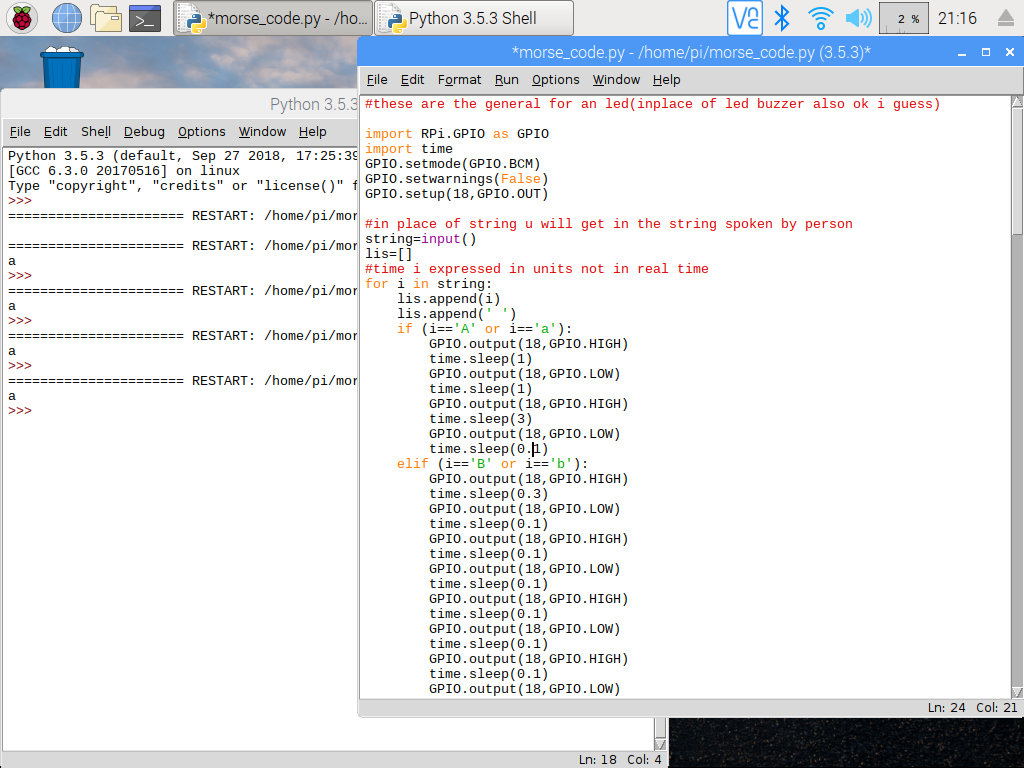 *morse_code.py - /ho...
Python 3.5.3 Shell
2 %
21:16
*morse_code.py - /home/pi/morse_code.py (3.5.3)*
File Edit Format Run Options Window Help
#these are the general for an led(inplace of led buzzer also ok i guess)
import RPi.GPIO as GPIO
import time
GPIO.setmode(GPIO.BCM)
GPIO.setwarnings(False)
GPIO.setup(18,GPIO.OUT)
#in place of string u will get in the string spoken by person
string=input()
lis=[]
#time i expressed in units not in real time
for i in string:
    lis.append(i)
    lis.append(' ')
    if (i=='A' or i=='a'):
        GPIO.output(18,GPIO.HIGH)
        time.sleep(1)
        GPIO.output(18,GPIO.LOW)
        time.sleep(1)
        GPIO.output(18,GPIO.HIGH)
        time.sleep(3)
        GPIO.output(18,GPIO.LOW)
        time.sleep(0.1)
    elif (i=='B' or i=='b'):
        GPIO.output(18,GPIO.HIGH)
        time.sleep(0.3)
        GPIO.output(18,GPIO.LOW)
        time.sleep(0.1)
        GPIO.output(18,GPIO.HIGH)
        time.sleep(0.1)
        GPIO.output(18,GPIO.LOW)
        time.sleep(0.1)
        GPIO.output(18,GPIO.HIGH)
        time.sleep(0.1)
        GPIO.output(18,GPIO.LOW)
        time.sleep(0.1)
        GPIO.output(18,GPIO.HIGH)
        time.sleep(0.1)
        GPIO.output(18,GPIO.LOW)
Ln: 24 Col: 21
Python 3.5.3
File Edit Shell Debug Options Window Help
Python 3.5.3 (default, Sep 27 2018, 17:25:39
[GCC 6.3.0 20170516] on linux
Type "copyright", "credits" or "license()" f
>>>
====================== RESTART: /home/pi/mor
====================== RESTART: /home/pi/mor
a
>>>
====================== RESTART: /home/pi/mor
a
>>>
====================== RESTART: /home/pi/mor
a
>>>
====================== RESTART: /home/pi/mor
a
>>>
Ln: 18 Col: 4